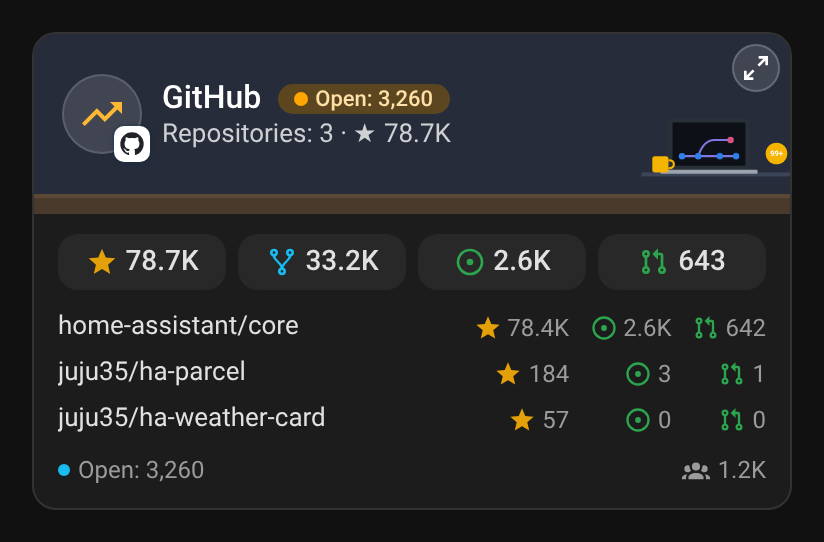 GitHub
Open: 3,260
Repositories: 3 · ★ 78.7K
99+
78.7K
33.2K
2.6K
643
home-assistant/core 78.4K 2.6K 642
juju35/ha-parcel 184 3 1
juju35/ha-weather-card 57 0 0
Open: 3,260
1.2K